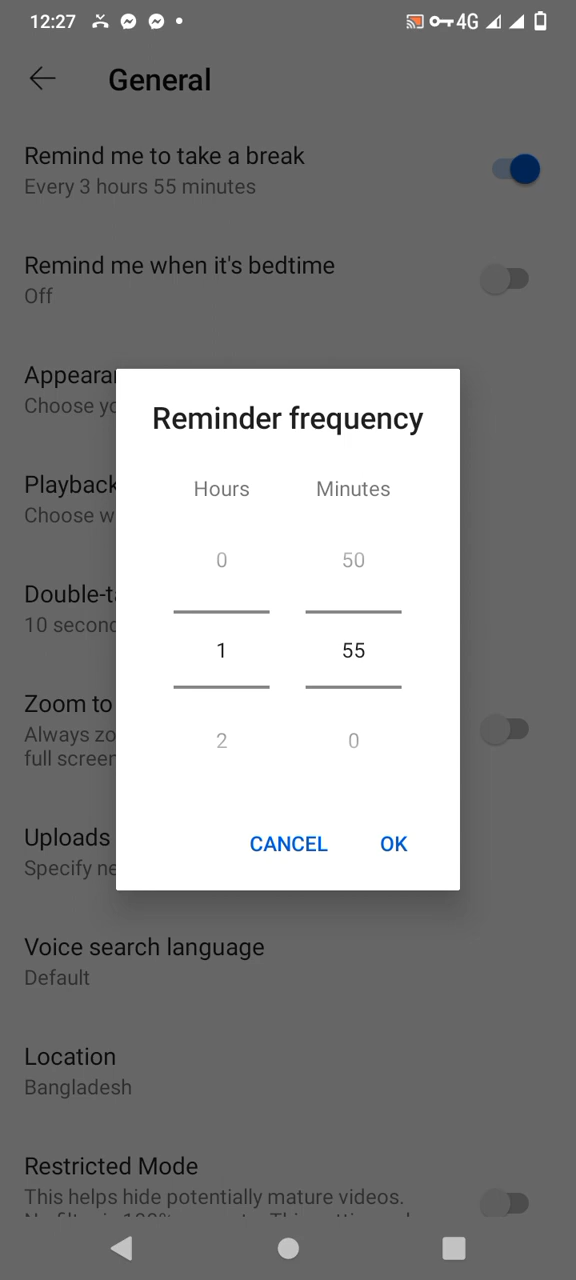 12:27
4G
General
Remind me to take a break
Every 3 hours 55 minutes
Remind me when it's bedtime
Off
Appeara
Choose yo
Playback
Choose w
Double-t
10 second
Zoom to
Always zo
full screen
Uploads
Specify ne
Reminder frequency
Hours Minutes
0 50
1 55
2 0
CANCEL OK
Voice search language
Default
Location
Bangladesh
Restricted Mode
This helps hide potentially mature videos.